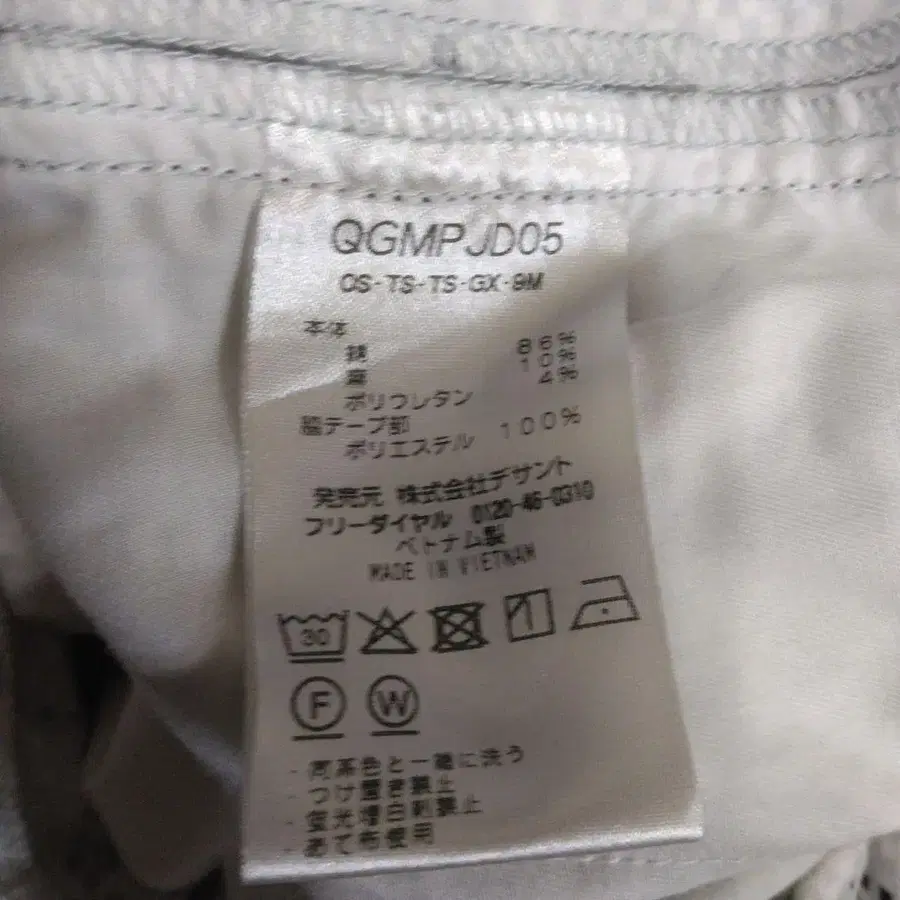 QGMPJD05
OS-TS-TS-GX-9M
本体
綿 86%
麻 10%
ポリウレタン 4%
脇テープ部
ポリエステル 100%
発売元 株式会社デサント
フリーダイヤル 0120-46-0310
ベトナム製
MADE IN VIETNAM
30
F W
・同系色と一緒に洗う
・つけ置き禁止
・蛍光増白剤禁止
・あて布使用